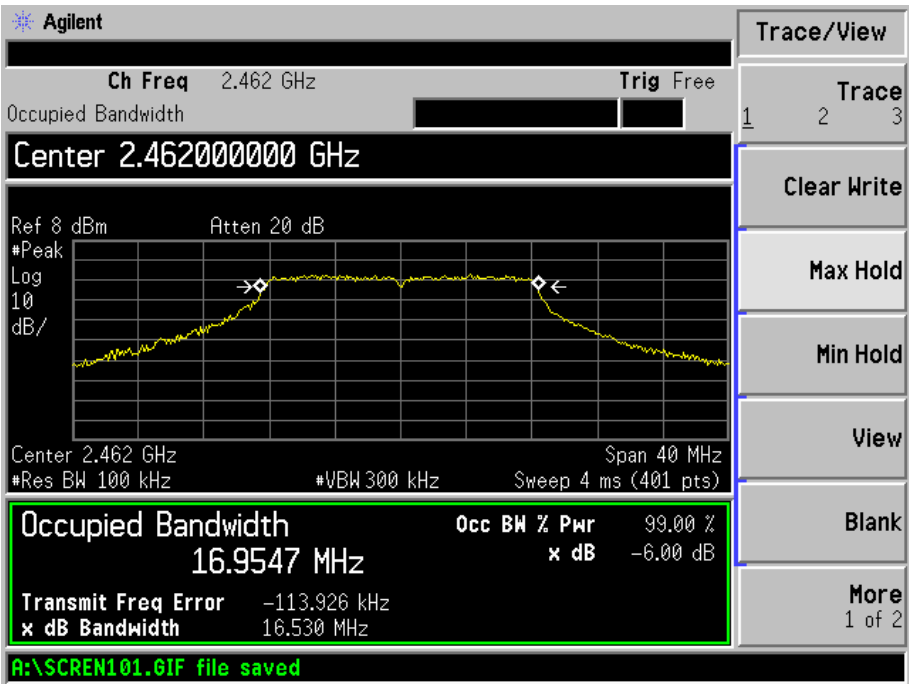 Agilent
Trace/View
Ch Freq 2.462 GHz Trig Free
Occupied Bandwidth
Trace
1 2 3
Center 2.462000000 GHz
Clear Write
Ref 8 dBm Atten 20 dB
#Peak
Log
10
dB/
Max Hold
Min Hold
View
Center 2.462 GHz Span 40 MHz
#Res BW 100 kHz #VBW 300 kHz Sweep 4 ms (401 pts)
Occupied Bandwidth Occ BW % Pwr 99.00 %
16.9547 MHz x dB -6.00 dB
Blank
Transmit Freq Error -113.926 kHz
x dB Bandwidth 16.530 MHz
More
1 of 2
A:\SCREN101.GIF file saved